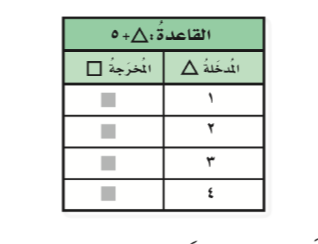 القاعدةُ: △ + ٥
المُدخَلةُ △ المُخرَجةُ □
١
٢
٣
٤